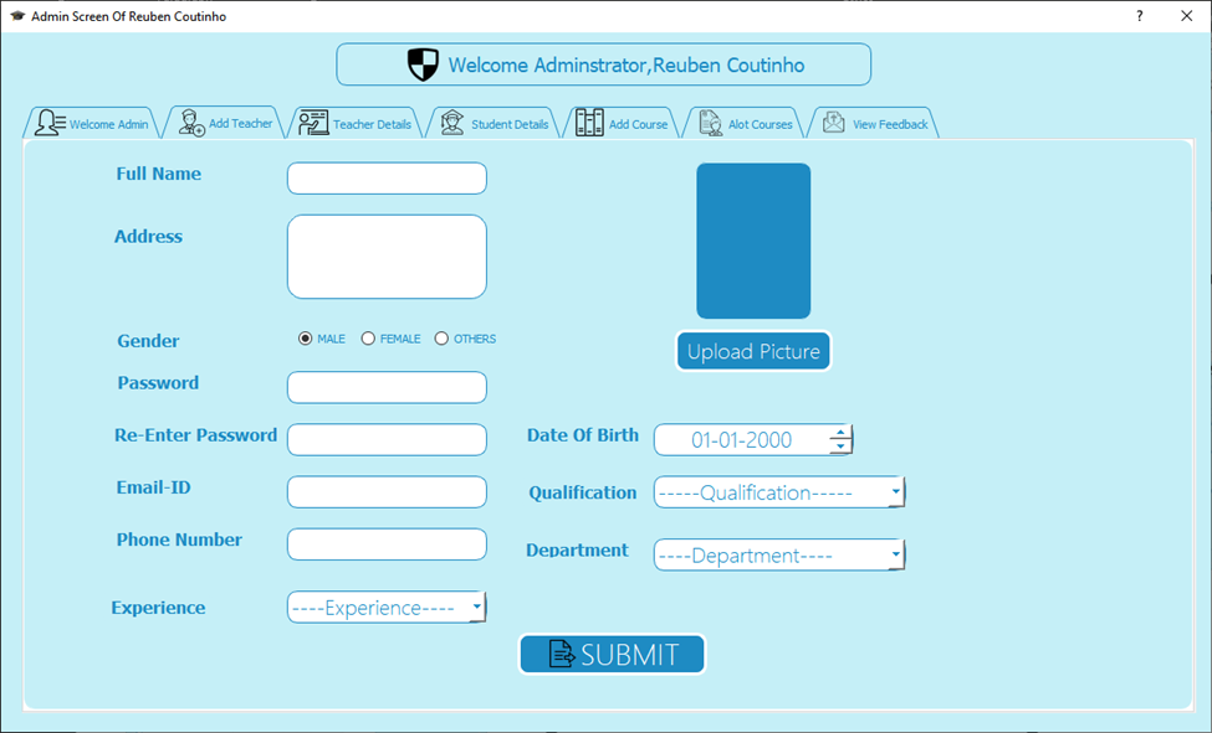 Admin Screen Of Reuben Coutinho
?
Welcome Adminstrator,Reuben Coutinho
Welcome Admin Add Teacher Teacher Details Student Details Add Course Alot Courses View Feedback
Full Name
Address
Gender MALE FEMALE OTHERS
Upload Picture
Password
Re-Enter Password Date Of Birth 01-01-2000
Email-ID Qualification -----Qualification-----
Phone Number Department ----Department----
Experience ----Experience----
SUBMIT